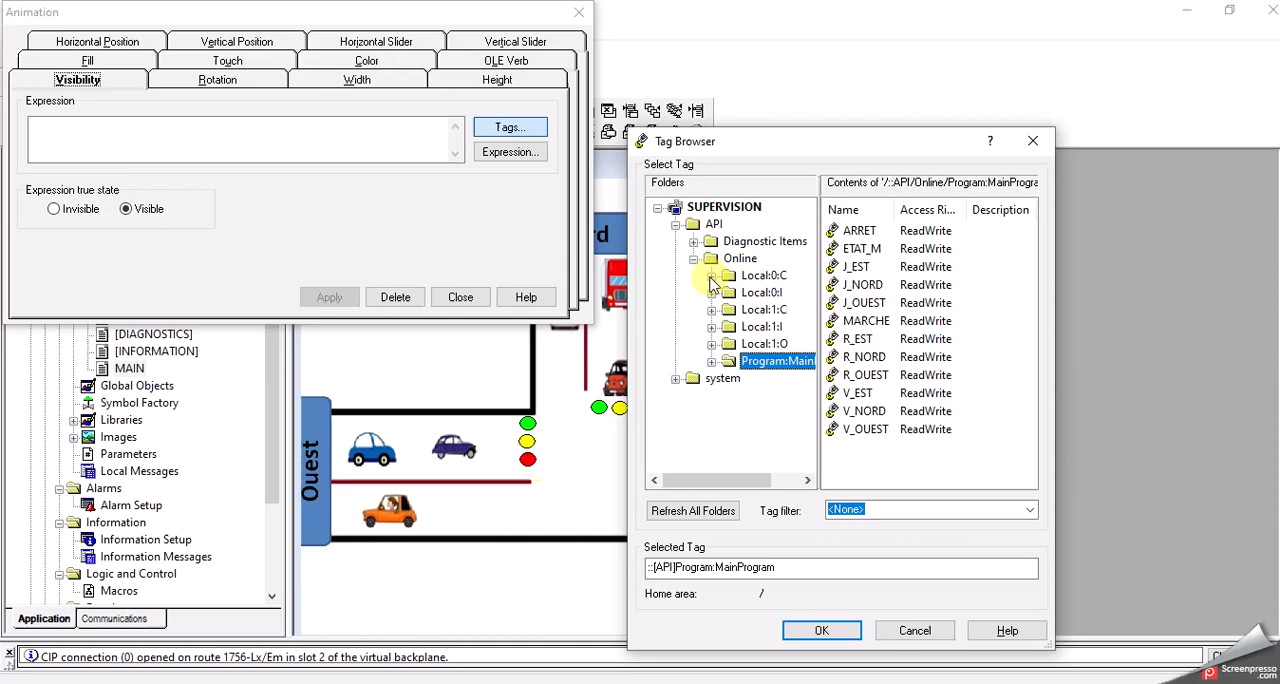 Animation
Horizontal Position Vertical Position Horizontal Slider Vertical Slider
Fill Touch Color OLE Verb
Visibility Rotation Width Height
Expression
Tags...
Expression...
Expression true state
Invisible Visible
Apply Delete Close Help
Tag Browser
Select Tag
Folders
Contents of '/::API/Online/Program:MainProgra
SUPERVISION
API
Diagnostic Items
Online
Local:0:C
Local:0:I
Local:1:C
Local:1:I
Local:1:O
Program:Main
system
Name Access Ri... Description
ARRET ReadWrite
ETAT_M ReadWrite
J_EST ReadWrite
J_NORD ReadWrite
J_OUEST ReadWrite
MARCHE ReadWrite
R_EST ReadWrite
R_NORD ReadWrite
R_OUEST ReadWrite
V_EST ReadWrite
V_NORD ReadWrite
V_OUEST ReadWrite
Refresh All Folders
Tag filter: <None>
Selected Tag
::[API]Program:MainProgram
Home area: /
OK Cancel Help
[DIAGNOSTICS]
[INFORMATION]
MAIN
Global Objects
Symbol Factory
Libraries
Images
Parameters
Local Messages
Alarms
Alarm Setup
Information
Information Setup
Information Messages
Logic and Control
Macros
Application Communications
rd
Ouest
CIP connection (0) opened on route 1756-Lx/Em in slot 2 of the virtual backplane.
Screenpresso
.com